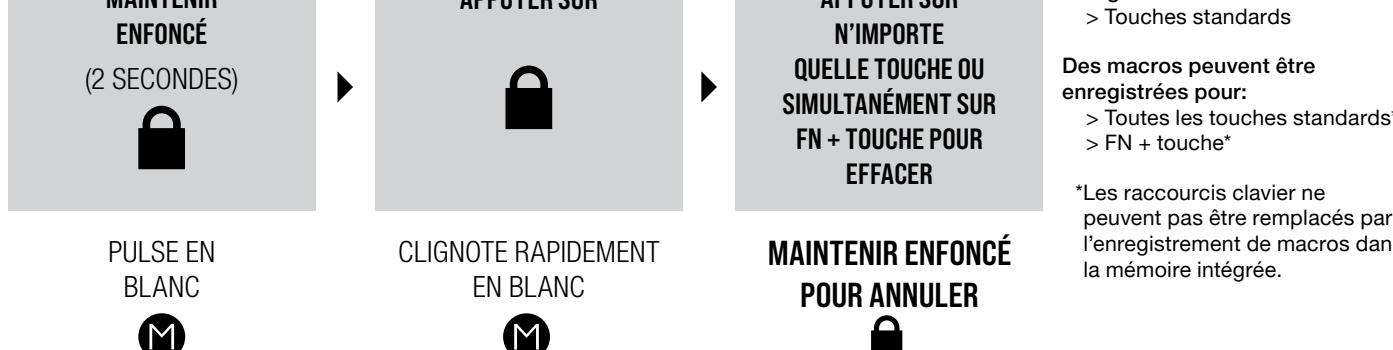 MAINTENIR
ENFONCÉ
(2 SECONDES)
PULSE EN
BLANC
M
APPUYER SUR
CLIGNOTE RAPIDEMENT
EN BLANC
M
APPUYER SUR
N’IMPORTE
QUELLE TOUCHE OU
SIMULTANÉMENT SUR
FN + TOUCHE POUR
EFFACER
MAINTENIR ENFONCÉ
POUR ANNULER
> Touches standards
Des macros peuvent être
enregistrées pour:
> Toutes les touches standards*
> FN + touche*
*Les raccourcis clavier ne
peuvent pas être remplacés par
l’enregistrement de macros dan
la mémoire intégrée.